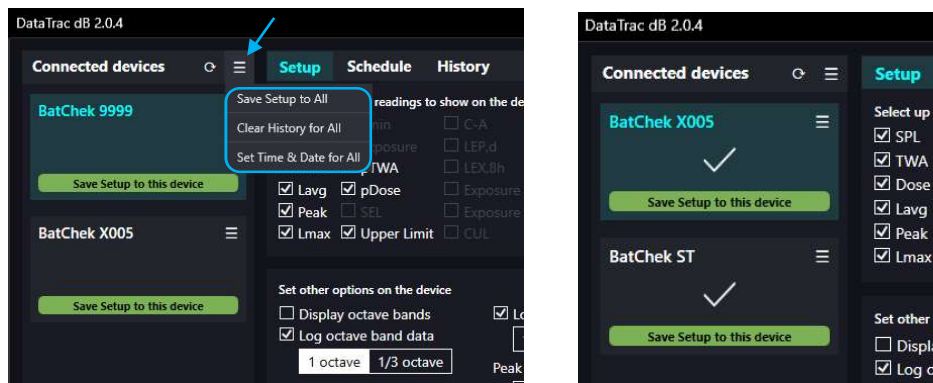 DataTrac dB 2.0.4
Connected devices
Setup Schedule History
BatChek 9999
Save Setup to All
Clear History for All
Set Time & Date for All
readings to show on the de
C-A
LEP,d
TWA LEX,8h
Save Setup to this device
Lavg pDose Exposure
Peak SEL Exposure
Lmax Upper Limit CUL
BatChek X005
Save Setup to this device
Set other options on the device
Display octave bands
Log octave band data
1 octave 1/3 octave
Peak
DataTrac dB 2.0.4
Connected devices
Setup
BatChek X005
Save Setup to this device
Select up
SPL
TWA
Dose
Lavg
Peak
Lmax
BatChek ST
Save Setup to this device
Set other
Displa
Log o